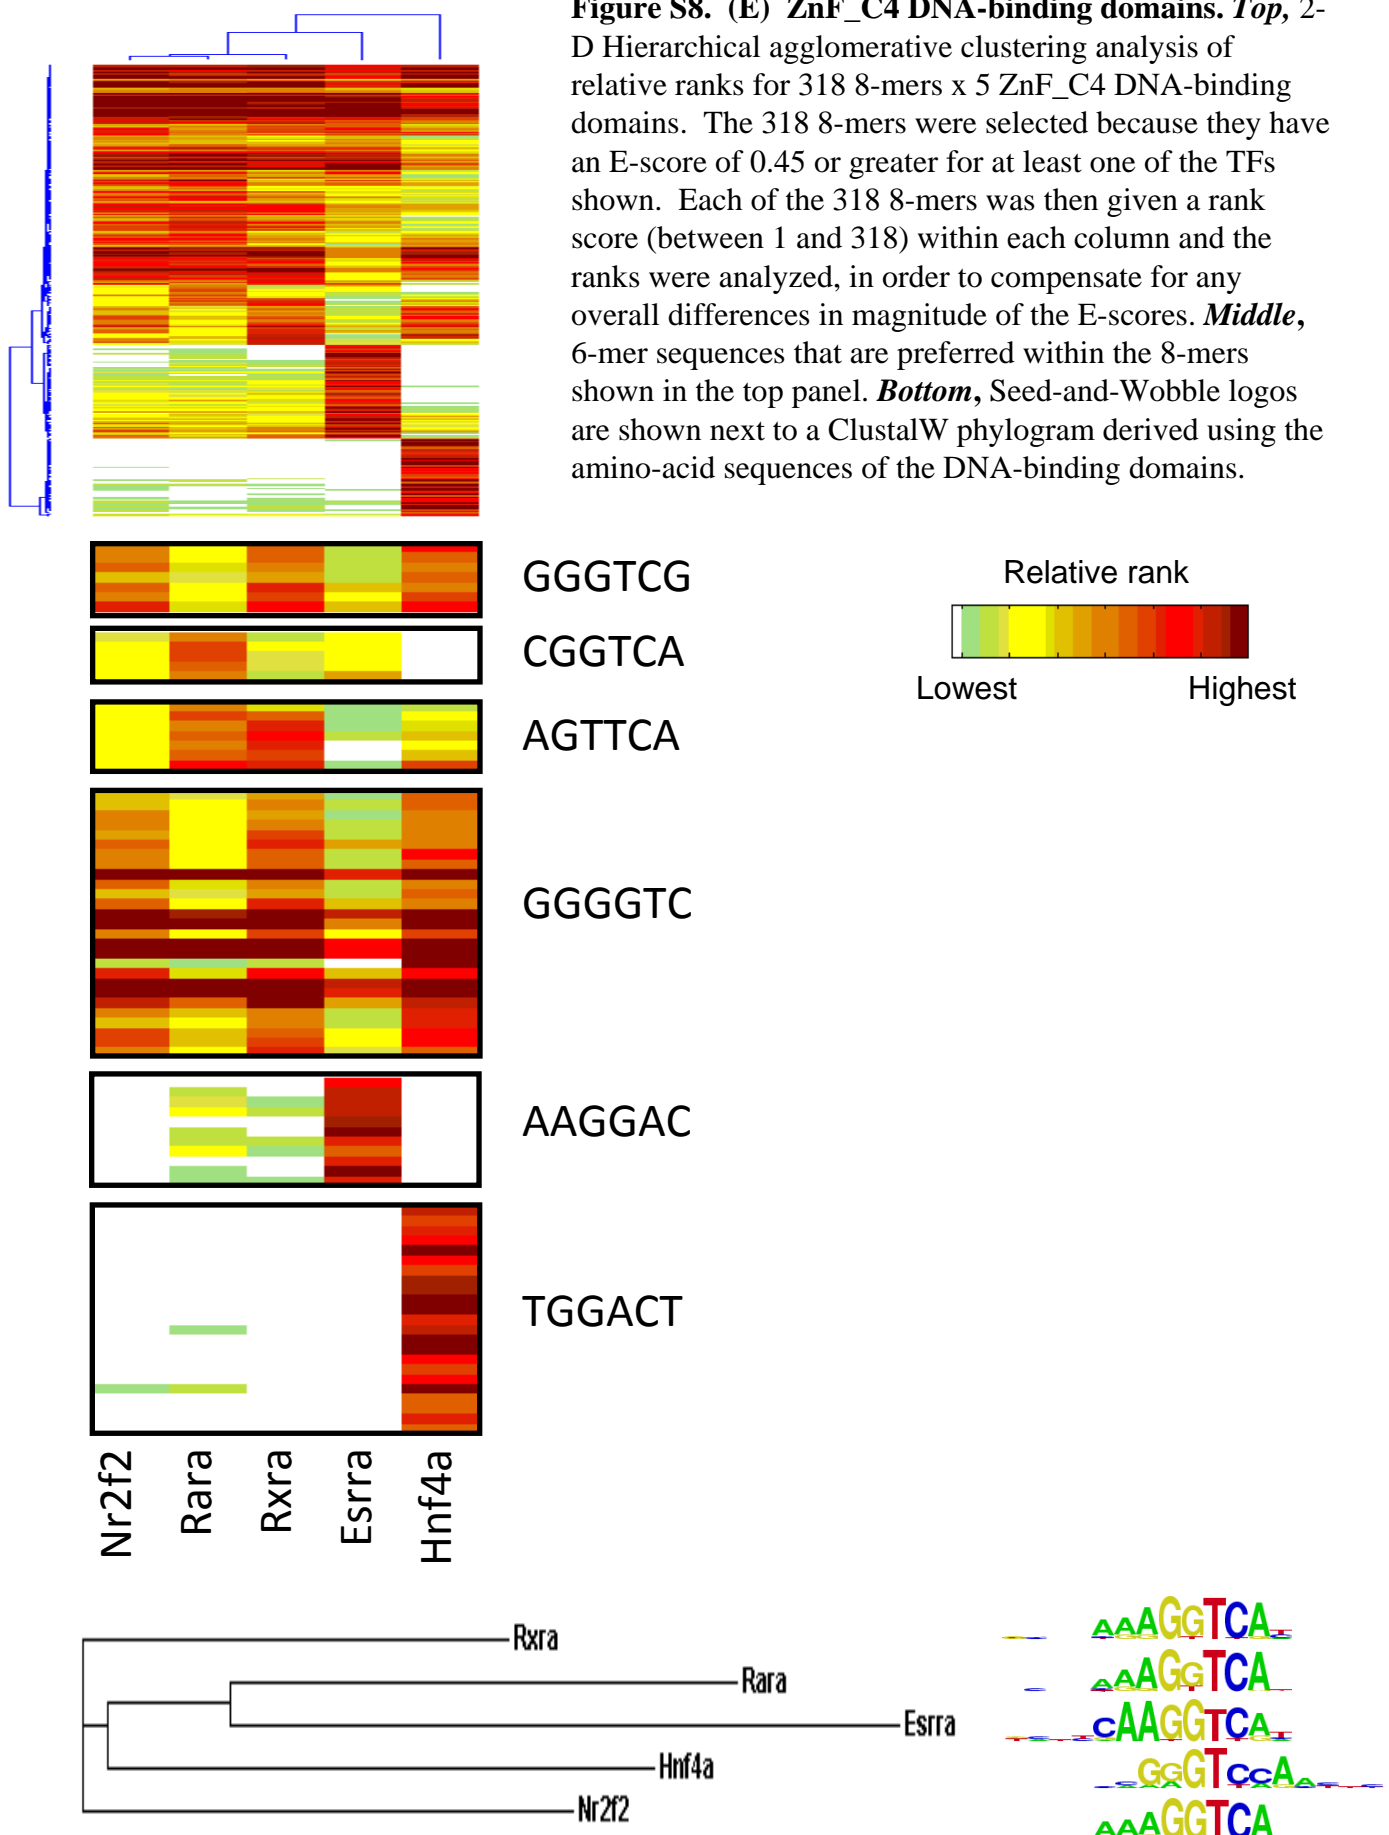 Figure S8. (E) ZnF_C4 DNA-binding domains. Top, 2-
D Hierarchical agglomerative clustering analysis of
relative ranks for 318 8-mers x 5 ZnF_C4 DNA-binding
domains. The 318 8-mers were selected because they have
an E-score of 0.45 or greater for at least one of the TFs
shown. Each of the 318 8-mers was then given a rank
score (between 1 and 318) within each column and the
ranks were analyzed, in order to compensate for any
overall differences in magnitude of the E-scores. Middle,
6-mer sequences that are preferred within the 8-mers
shown in the top panel. Bottom, Seed-and-Wobble logos
are shown next to a ClustalW phylogram derived using the
amino-acid sequences of the DNA-binding domains.
GGGTCG
Relative rank
Lowest Highest
CGGTCA
AGTTCA
GGGGTC
AAGGAC
TGGACT
Nr2f2
Rara
Rxra
Esrra
Hnf4a
Rxra
AAAGGTCA
Rara
AAAGGTCA
Esrra
CAAGGTCA
Hnf4a
GGGTCCA
Nr2f2
AAAGGTCA